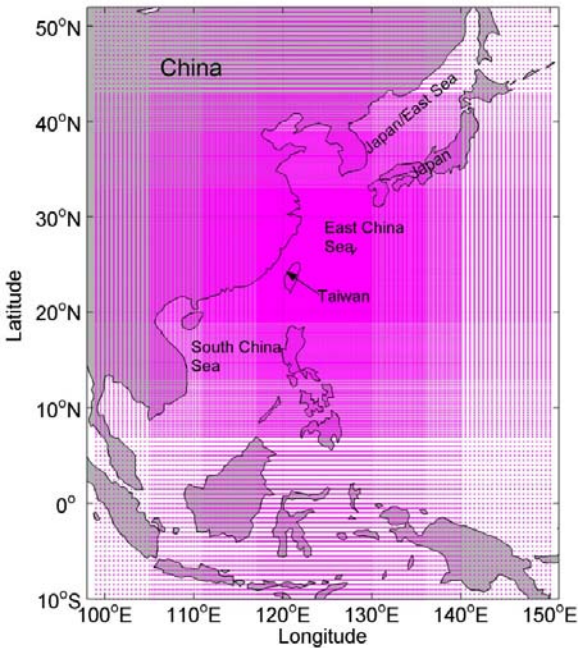 50°N
China
40°N
Japan/East Sea
Japan
30°N
East China
Sea
20°N
Taiwan
South China
Sea
10°N
0°
10°S
100°E 110°E 120°E 130°E 140°E 150°E
Longitude
Latitude